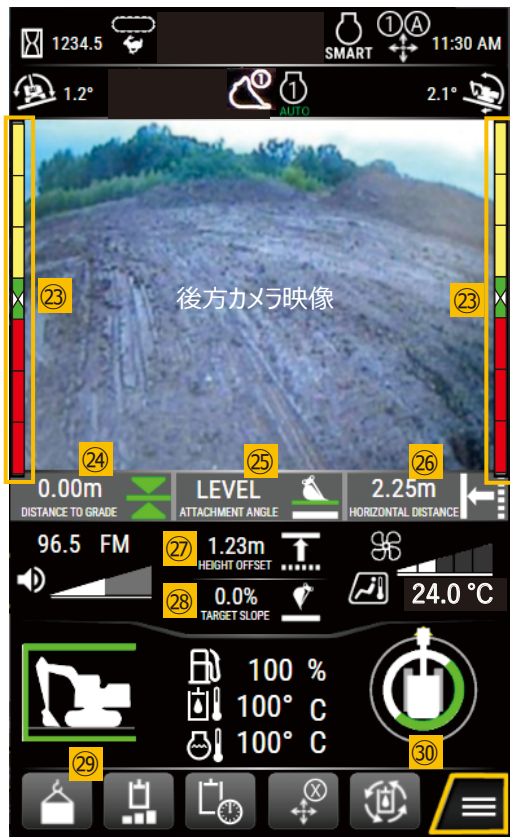 1234.5
SMART
①Ⓐ
11:30 AM
1.2°
①
①
AUTO
2.1°
㉓
後方カメラ映像
㉓
㉔
㉕
㉖
0.00m
DISTANCE TO GRADE
LEVEL
ATTACHMENT ANGLE
2.25m
HORIZONTAL DISTANCE
96.5 FM
㉗
1.23m
HEIGHT OFFSET
㉘
0.0%
TARGET SLOPE
24.0 °C
100 %
100° C
100° C
㉙
㉚
Ⓧ